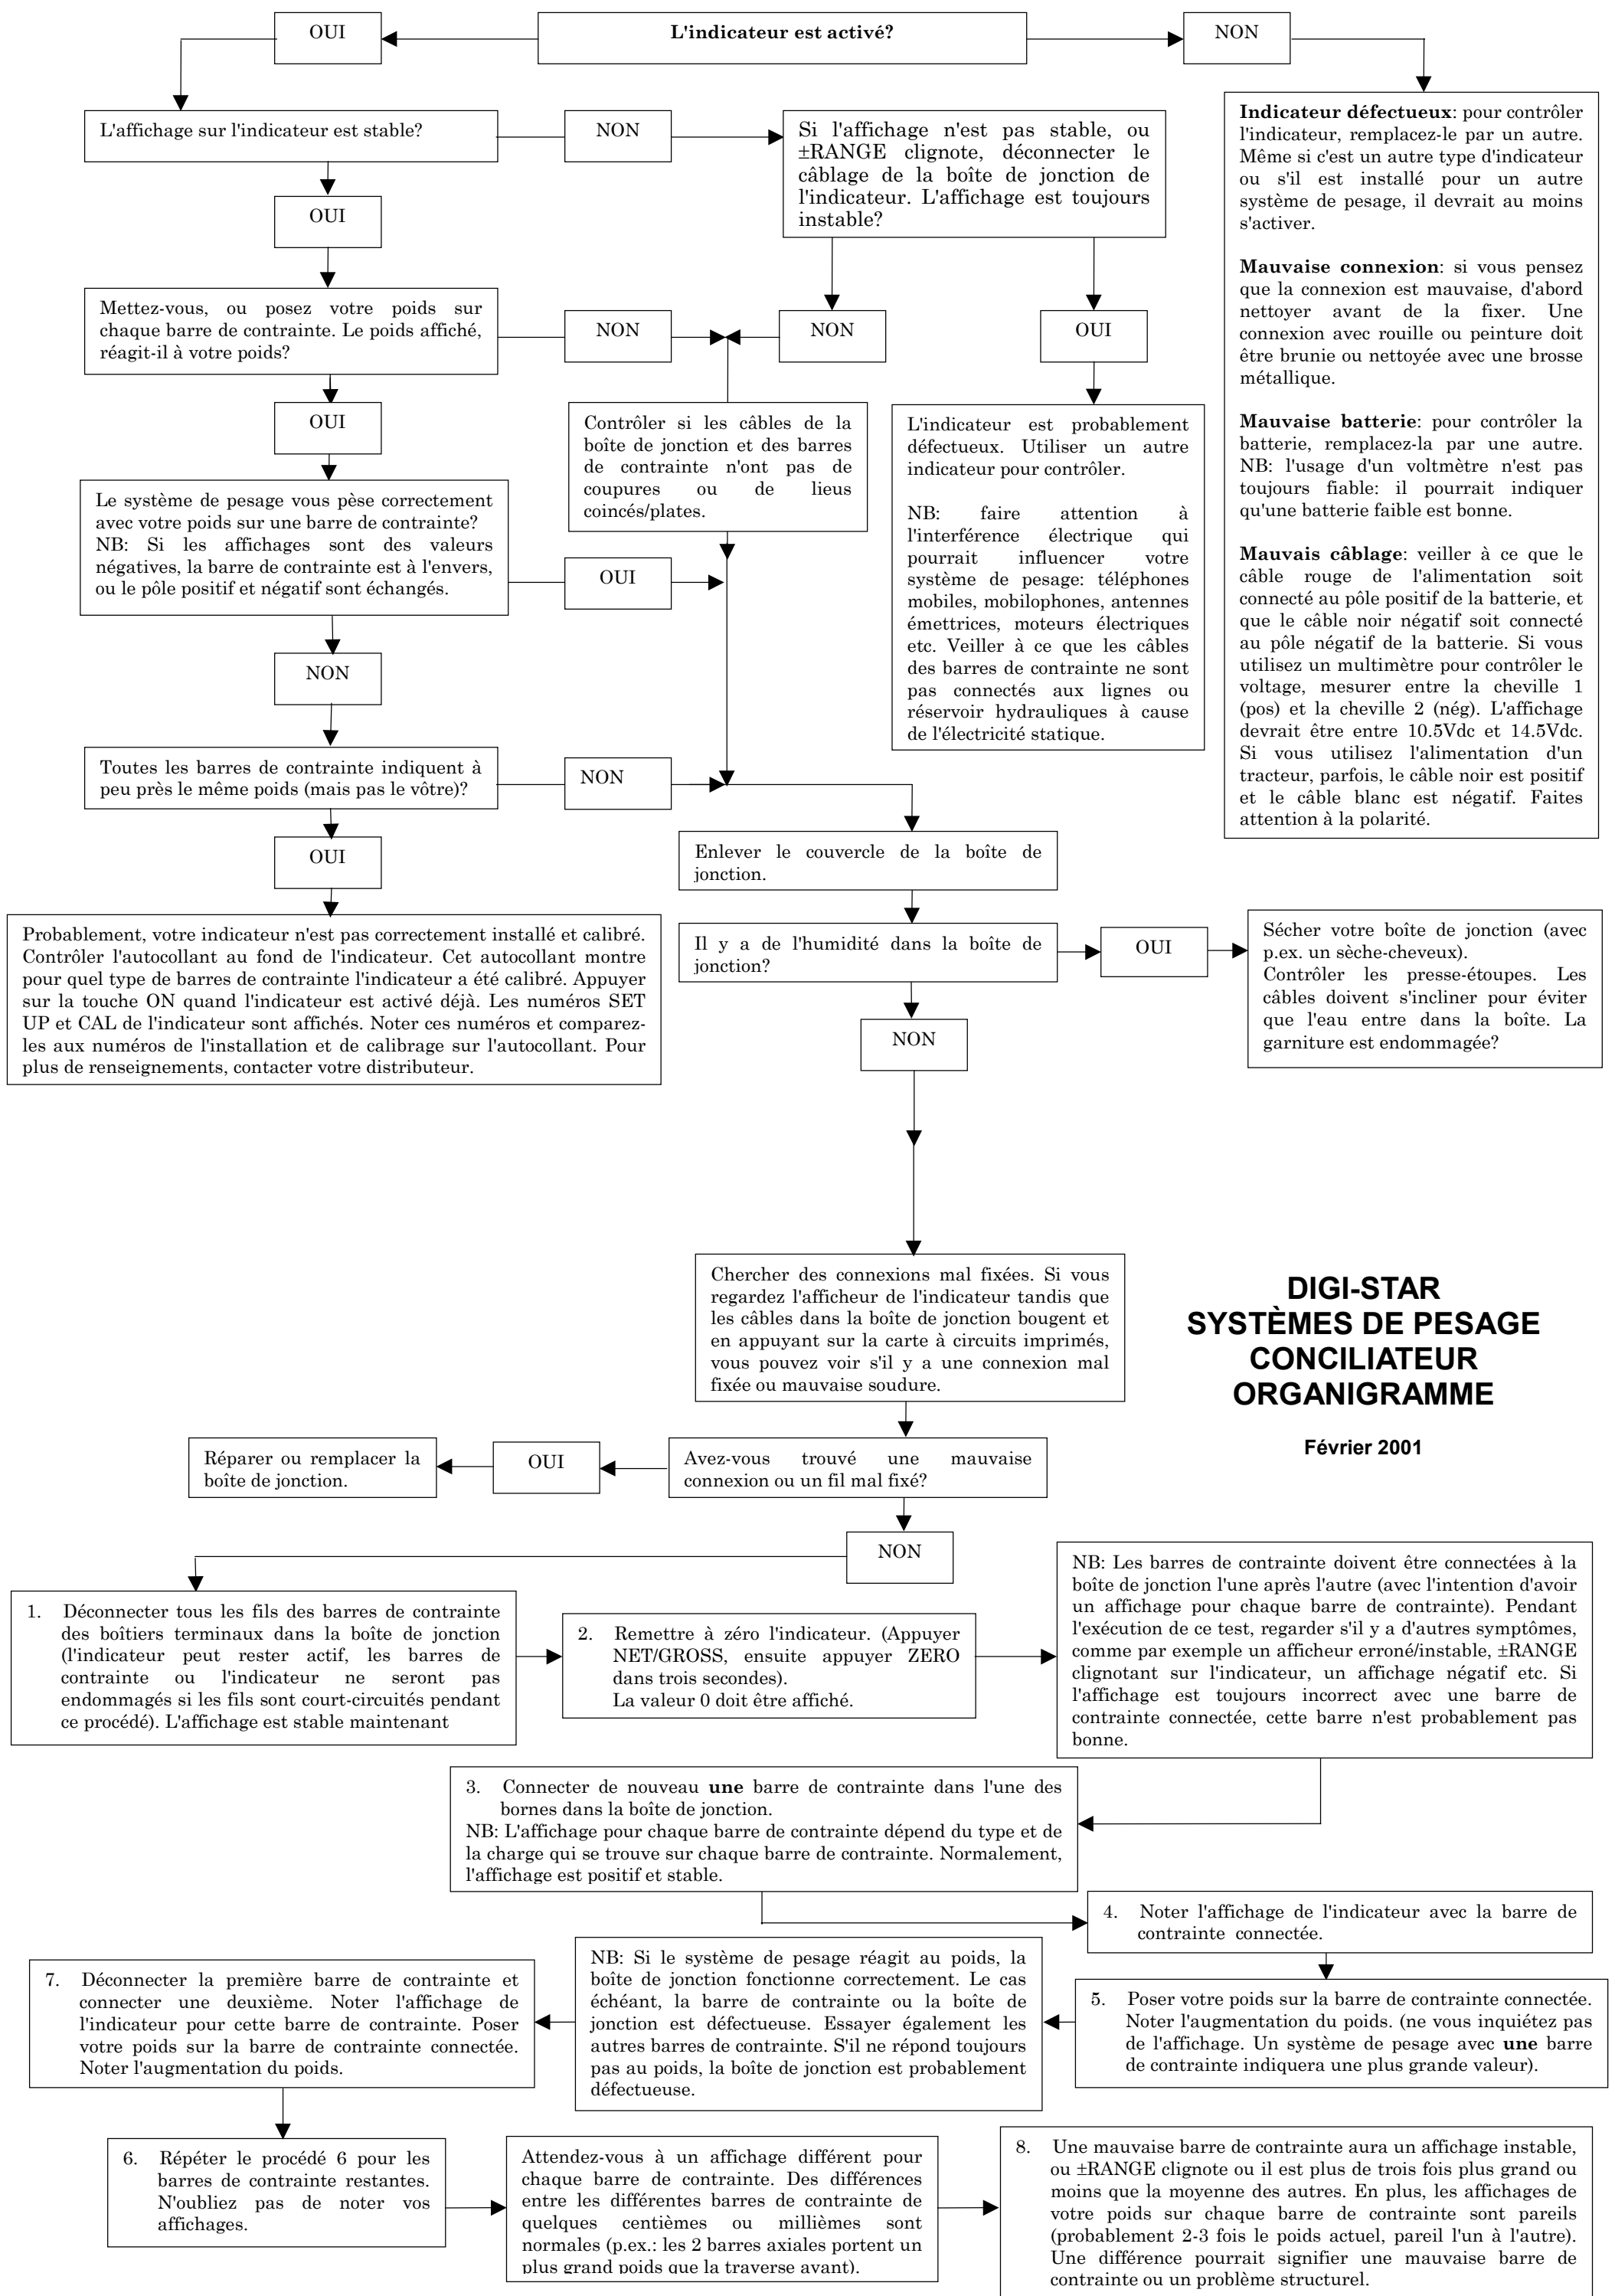 L'indicateur est activé?
OUI
NON
L'affichage sur l'indicateur est stable?
NON
Si l'affichage n'est pas stable, ou
±RANGE clignote, déconnecter le
câblage de la boîte de jonction de
l'indicateur. L'affichage est toujours
instable?
Indicateur défectueux: pour contrôler
l'indicateur, remplacez-le par un autre.
Même si c'est un autre type d'indicateur
ou s'il est installé pour un autre
système de pesage, il devrait au moins
s'activer.
Mauvaise connexion: si vous pensez
que la connexion est mauvaise, d'abord
nettoyer avant de la fixer. Une
connexion avec rouille ou peinture doit
être brunie ou nettoyée avec une brosse
métallique.
Mauvaise batterie: pour contrôler la
batterie, remplacez-la par une autre.
NB: l'usage d'un voltmètre n'est pas
toujours fiable: il pourrait indiquer
qu'une batterie faible est bonne.
Mauvais câblage: veiller à ce que le
câble rouge de l'alimentation soit
connecté au pôle positif de la batterie, et
que le câble noir négatif soit connecté
au pôle négatif de la batterie. Si vous
utilisez un multimètre pour contrôler le
voltage, mesurer entre la cheville 1
(pos) et la cheville 2 (nég). L'affichage
devrait être entre 10.5Vdc et 14.5Vdc.
Si vous utilisez l'alimentation d'un
tracteur, parfois, le câble noir est positif
et le câble blanc est négatif. Faites
attention à la polarité.
OUI
Mettez-vous, ou posez votre poids sur
chaque barre de contrainte. Le poids affiché,
réagit-il à votre poids?
NON
NON
OUI
OUI
Contrôler si les câbles de la
boîte de jonction et des barres
de contrainte n'ont pas de
coupures ou de lieus
coincés/plates.
L'indicateur est probablement
défectueux. Utiliser un autre
indicateur pour contrôler.
NB: faire attention à
l'interférence électrique qui
pourrait influencer votre
système de pesage: téléphones
mobiles, mobilophones, antennes
émettrices, moteurs électriques
etc. Veiller à ce que les câbles
des barres de contrainte ne sont
pas connectés aux lignes ou
réservoir hydrauliques à cause
de l'électricité statique.
Le système de pesage vous pèse correctement
avec votre poids sur une barre de contrainte?
NB: Si les affichages sont des valeurs
négatives, la barre de contrainte est à l'envers,
ou le pôle positif et négatif sont échangés.
OUI
NON
Toutes les barres de contrainte indiquent à
peu près le même poids (mais pas le vôtre)?
NON
OUI
Probablement, votre indicateur n'est pas correctement installé et calibré.
Contrôler l'autocollant au fond de l'indicateur. Cet autocollant montre
pour quel type de barres de contrainte l'indicateur a été calibré. Appuyer
sur la touche ON quand l'indicateur est activé déjà. Les numéros SET
UP et CAL de l'indicateur sont affichés. Noter ces numéros et comparez-
les aux numéros de l'installation et de calibrage sur l'autocollant. Pour
plus de renseignements, contacter votre distributeur.
Enlever le couvercle de la boîte de
jonction.
Il y a de l'humidité dans la boîte de
jonction?
OUI
Sécher votre boîte de jonction (avec
p.ex. un sèche-cheveux).
Contrôler les presse-étoupes. Les
câbles doivent s'incliner pour éviter
que l'eau entre dans la boîte. La
garniture est endommagée?
NON
Chercher des connexions mal fixées. Si vous
regardez l'afficheur de l'indicateur tandis que
les câbles dans la boîte de jonction bougent et
en appuyant sur la carte à circuits imprimés,
vous pouvez voir s'il y a une connexion mal
fixée ou mauvaise soudure.
DIGI-STAR
SYSTÈMES DE PESAGE
CONCILIATEUR
ORGANIGRAMME
Février 2001
Avez-vous trouvé une mauvaise
connexion ou un fil mal fixé?
OUI
Réparer ou remplacer la
boîte de jonction.
NON
1. Déconnecter tous les fils des barres de contrainte
des boîtiers terminaux dans la boîte de jonction
(l'indicateur peut rester actif, les barres de
contrainte ou l'indicateur ne seront pas
endommagés si les fils sont court-circuités pendant
ce procédé). L'affichage est stable maintenant
2. Remettre à zéro l'indicateur. (Appuyer
NET/GROSS, ensuite appuyer ZERO
dans trois secondes).
La valeur 0 doit être affiché.
NB: Les barres de contrainte doivent être connectées à la
boîte de jonction l'une après l'autre (avec l'intention d'avoir
un affichage pour chaque barre de contrainte). Pendant
l'exécution de ce test, regarder s'il y a d'autres symptômes,
comme par exemple un afficheur erroné/instable, ±RANGE
clignotant sur l'indicateur, un affichage négatif etc. Si
l'affichage est toujours incorrect avec une barre de
contrainte connectée, cette barre n'est probablement pas
bonne.
3. Connecter de nouveau une barre de contrainte dans l'une des
bornes dans la boîte de jonction.
NB: L'affichage pour chaque barre de contrainte dépend du type et de
la charge qui se trouve sur chaque barre de contrainte. Normalement,
l'affichage est positif et stable.
4. Noter l'affichage de l'indicateur avec la barre de
contrainte connectée.
5. Poser votre poids sur la barre de contrainte connectée.
Noter l'augmentation du poids. (ne vous inquiétez pas
de l'affichage. Un système de pesage avec une barre
de contrainte indiquera une plus grande valeur).
NB: Si le système de pesage réagit au poids, la
boîte de jonction fonctionne correctement. Le cas
échéant, la barre de contrainte ou la boîte de
jonction est défectueuse. Essayer également les
autres barres de contrainte. S'il ne répond toujours
pas au poids, la boîte de jonction est probablement
défectueuse.
7. Déconnecter la première barre de contrainte et
connecter une deuxième. Noter l'affichage de
l'indicateur pour cette barre de contrainte. Poser
votre poids sur la barre de contrainte connectée.
Noter l'augmentation du poids.
6. Répéter le procédé 6 pour les
barres de contrainte restantes.
N'oubliez pas de noter vos
affichages.
Attendez-vous à un affichage différent pour
chaque barre de contrainte. Des différences
entre les différentes barres de contrainte de
quelques centièmes ou millièmes sont
normales (p.ex.: les 2 barres axiales portent un
plus grand poids que la traverse avant).
8. Une mauvaise barre de contrainte aura un affichage instable,
ou ±RANGE clignote ou il est plus de trois fois plus grand ou
moins que la moyenne des autres. En plus, les affichages de
votre poids sur chaque barre de contrainte sont pareils
(probablement 2-3 fois le poids actuel, pareil l'un à l'autre).
Une différence pourrait signifier une mauvaise barre de
contrainte ou un problème structurel.